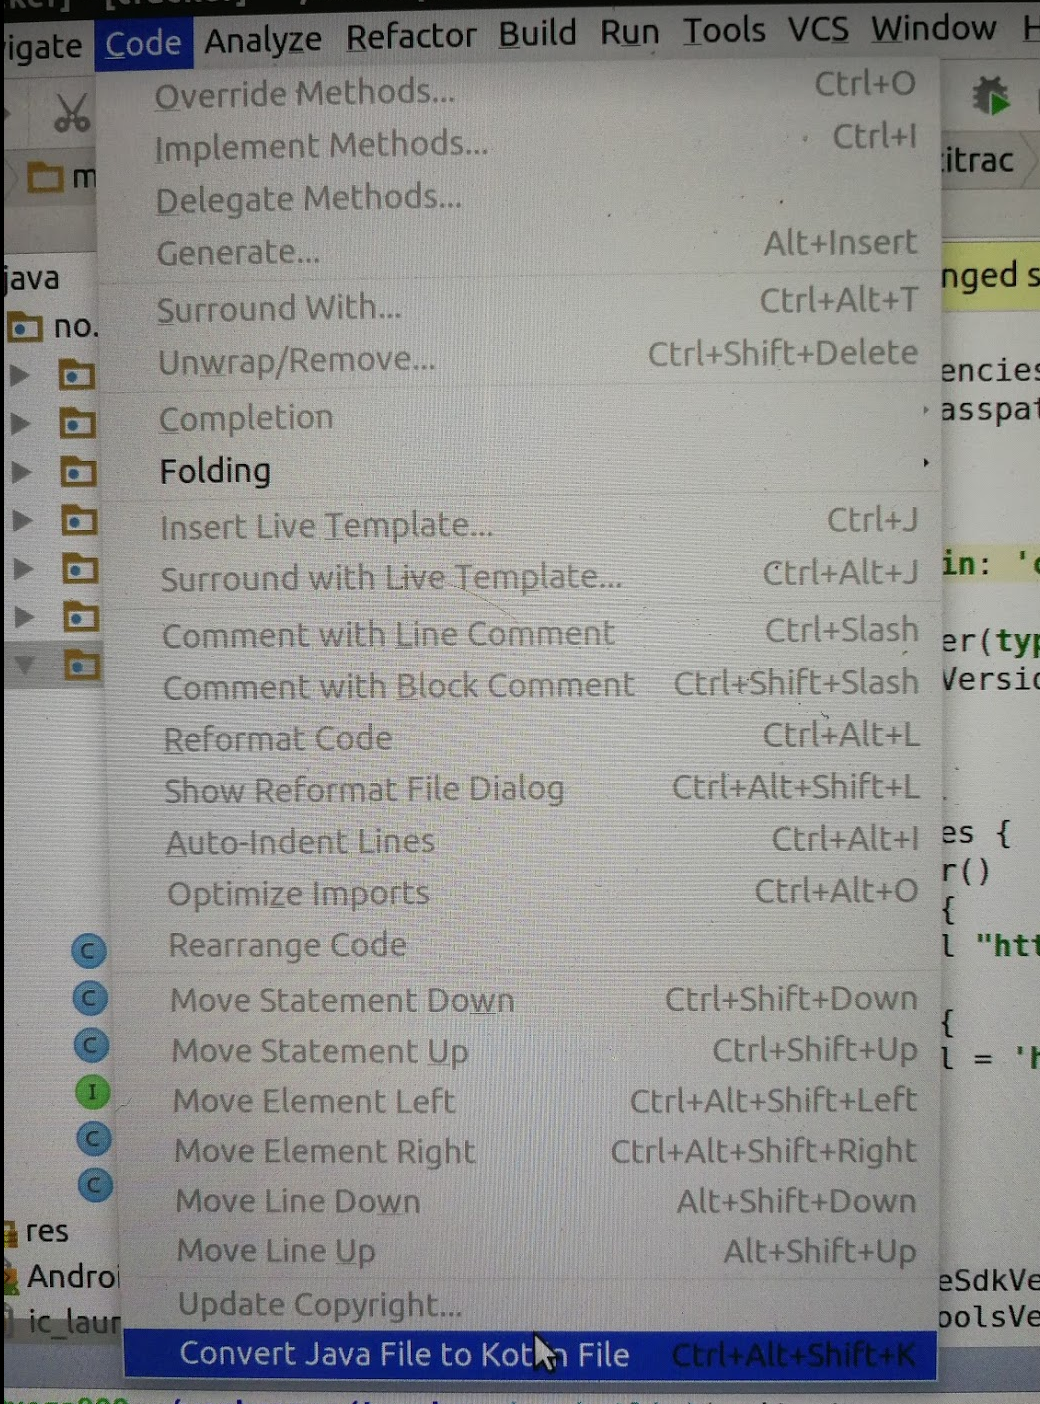 igate Code Analyze Refactor Build Run Tools VCS Window H
Override Methods... Ctrl+O
Implement Methods... Ctrl+I
m
itrac
Delegate Methods...
Generate... Alt+Insert
java
nged s
Surround With... Ctrl+Alt+T
no.
Unwrap/Remove... Ctrl+Shift+Delete
encies
Completion
asspat
Folding
Insert Live Template... Ctrl+J
Surround with Live Template... Ctrl+Alt+J
in: 'c
Comment with Line Comment Ctrl+Slash
er(typ
Comment with Block Comment Ctrl+Shift+Slash
Versio
Reformat Code Ctrl+Alt+L
Show Reformat File Dialog Ctrl+Alt+Shift+L
Auto-Indent Lines Ctrl+Alt+I
es {
r()
Optimize Imports Ctrl+Alt+O
{
Rearrange Code
l "htt
C
Move Statement Down Ctrl+Shift+Down
C
{
Move Statement Up Ctrl+Shift+Up
C
l = 'h
Move Element Left Ctrl+Alt+Shift+Left
I
Move Element Right Ctrl+Alt+Shift+Right
C
Move Line Down Alt+Shift+Down
C
res
Move Line Up Alt+Shift+Up
Androi
eSdkVe
Update Copyright...
ic_laur
oolsVe
Convert Java File to Kotlin File Ctrl+Alt+Shift+K